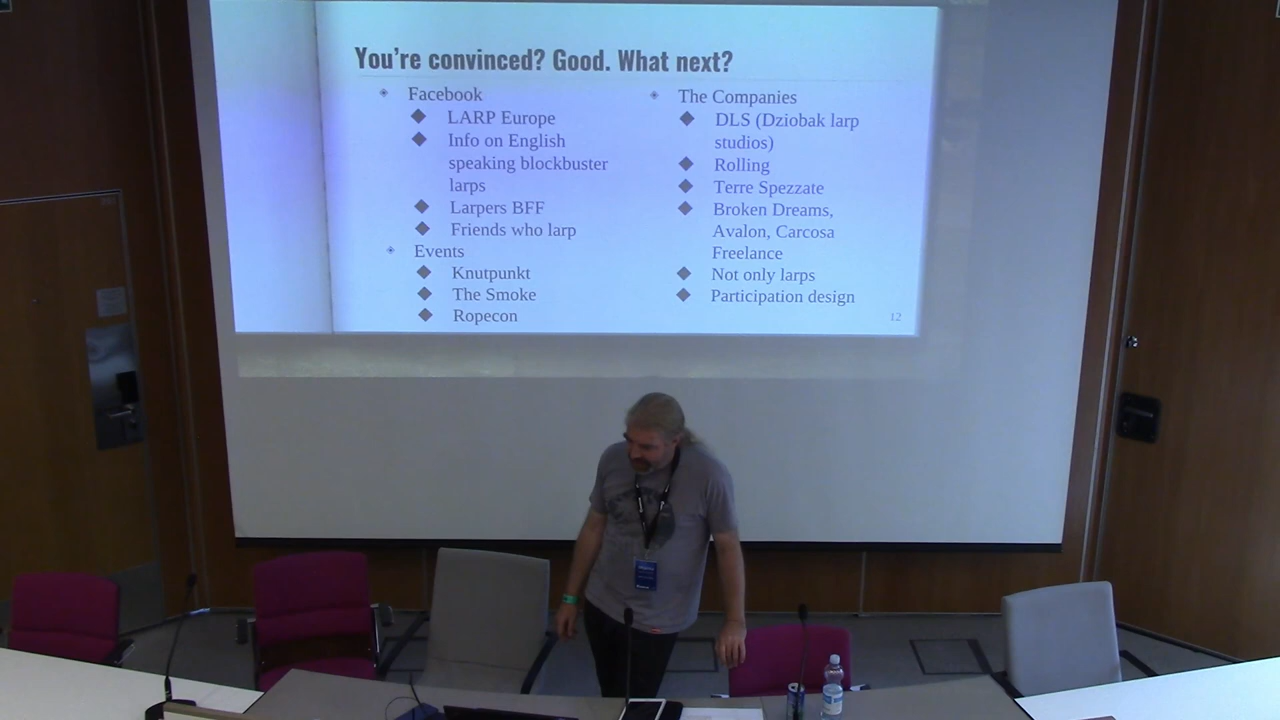 You're convinced? Good. What next?
Facebook
LARP Europe
Info on English
speaking blockbuster
larps
Larpers BFF
Friends who larp
Events
Knutpunkt
The Smoke
Ropecon
The Companies
DLS (Dziobak larp
studios)
Rolling
Terre Spezzate
Broken Dreams,
Avalon, Carcosa
Freelance
Not only larps
Participation design
12